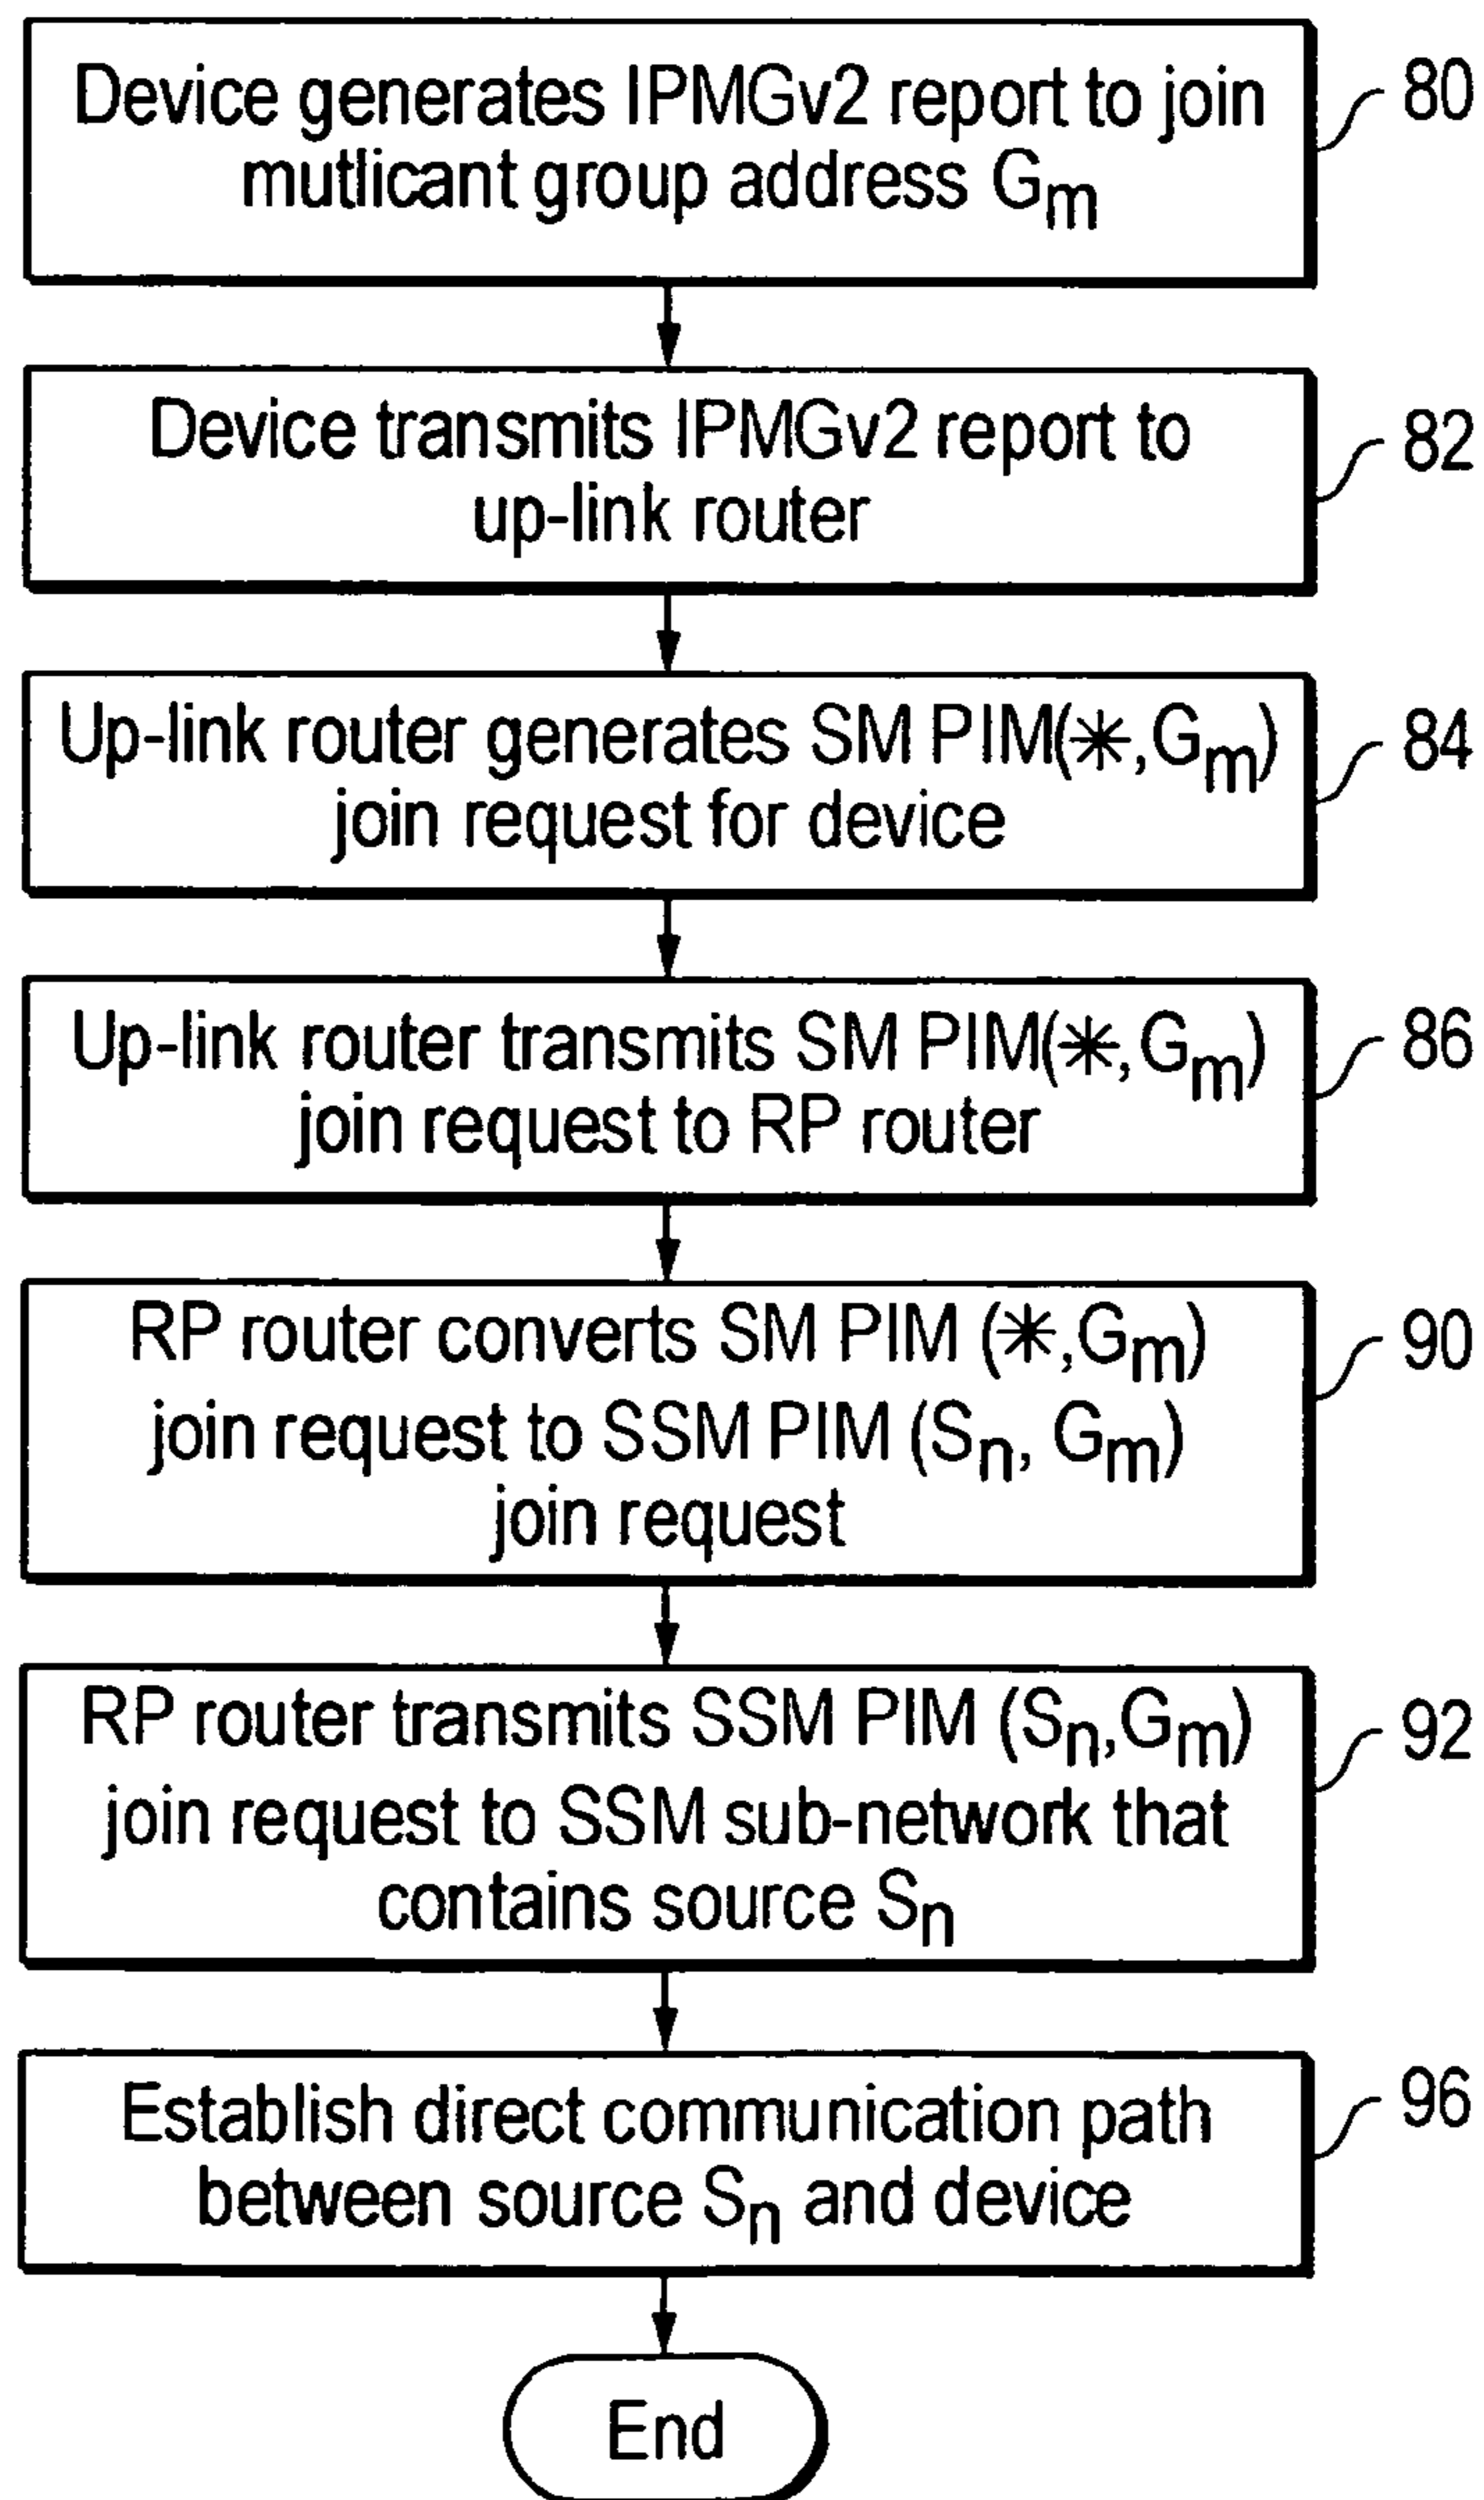 Device generates IPMGv2 report to join
mutlicant group address Gm
80
Device transmits IPMGv2 report to
up-link router
82
Up-link router generates SM PIM(*,Gm)
join request for device
84
Up-link router transmits SM PIM(*,Gm)
join request to RP router
86
RP router converts SM PIM (*,Gm)
join request to SSM PIM (Sn, Gm)
join request
90
RP router transmits SSM PIM (Sn,Gm)
join request to SSM sub-network that
contains source Sn
92
Establish direct communication path
between source Sn and device
96
End